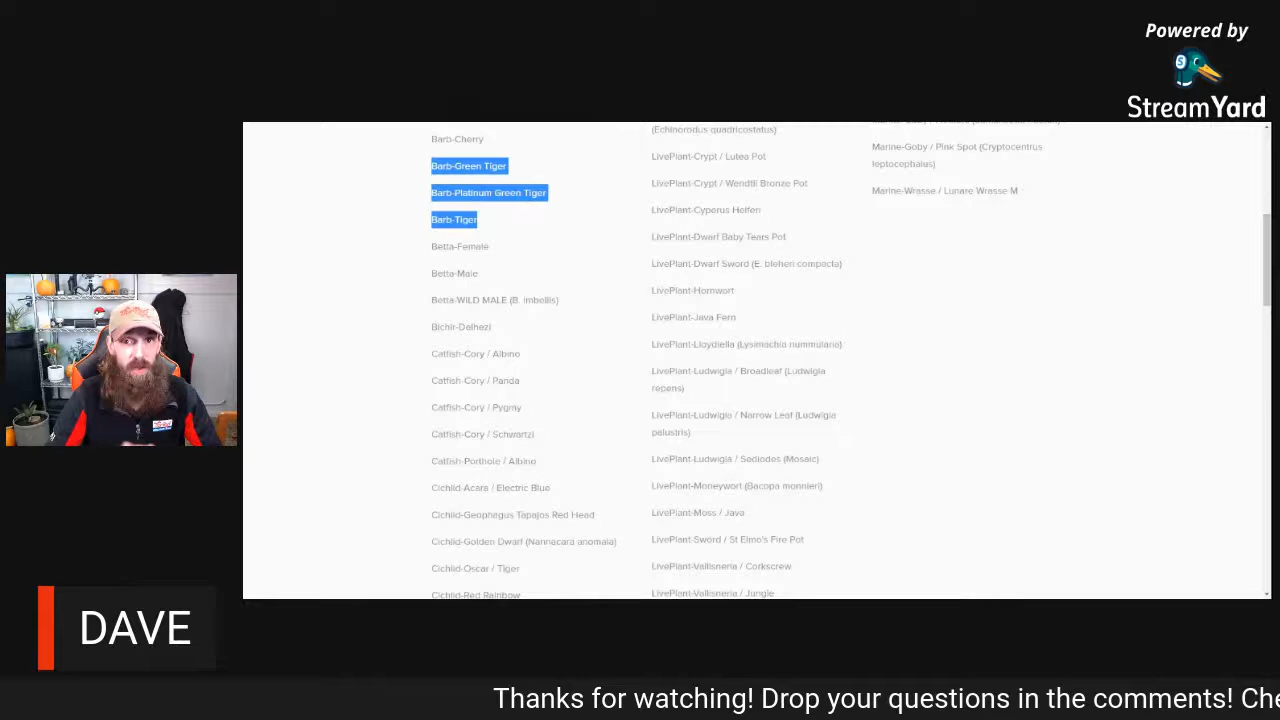 Powered by
StreamYard
Barb-Cherry
Barb-Green Tiger
Barb-Platinum Green Tiger
Barb-Tiger
Betta-Female
Betta-Male
Betta-WILD MALE (B. imbellis)
Bichir-Delhezi
Catfish-Cory / Albino
Catfish-Cory / Panda
Catfish-Cory / Pygmy
Catfish-Cory / Schwartzi
Catfish-Porthole / Albino
Cichlid-Acara / Electric Blue
Cichlid-Geophagus Tapajos Red Head
Cichlid-Golden Dwarf (Nannacara anomala)
Cichlid-Oscar / Tiger
Cichlid-Red Rainbow
(Echinorodus quadricostatus)
LivePlant-Crypt / Lutea Pot
LivePlant-Crypt / Wendtii Bronze Pot
LivePlant-Cyperus Helferi
LivePlant-Dwarf Baby Tears Pot
LivePlant-Dwarf Sword (E. blehen compacta)
LivePlant-Hornwort
LivePlant-Java Fern
LivePlant-Lloydiella (Lysimachia nummularia)
LivePlant-Ludwigia / Broadleaf (Ludwigia
rebens)
LivePlant-Ludwigia / Narrow Leaf (Ludwigia
palustris)
LivePlant-Ludwigia / Sediodes (Mosaic)
LivePlant-Moneywort (Bacopa monnieri)
LivePlant-Moss / Java
LivePlant-Sword / St Elmo's Fire Pot
LivePlant-Vallisneria / Corkscrew
LivePlant-Vallisneria / Jungle
Marine-Goby / Pink Spot (Cryptocentrus
leptocephalus)
Marine-Wrasse / Lunare Wrasse M
DAVE
Thanks for watching! Drop your questions in the comments! Che